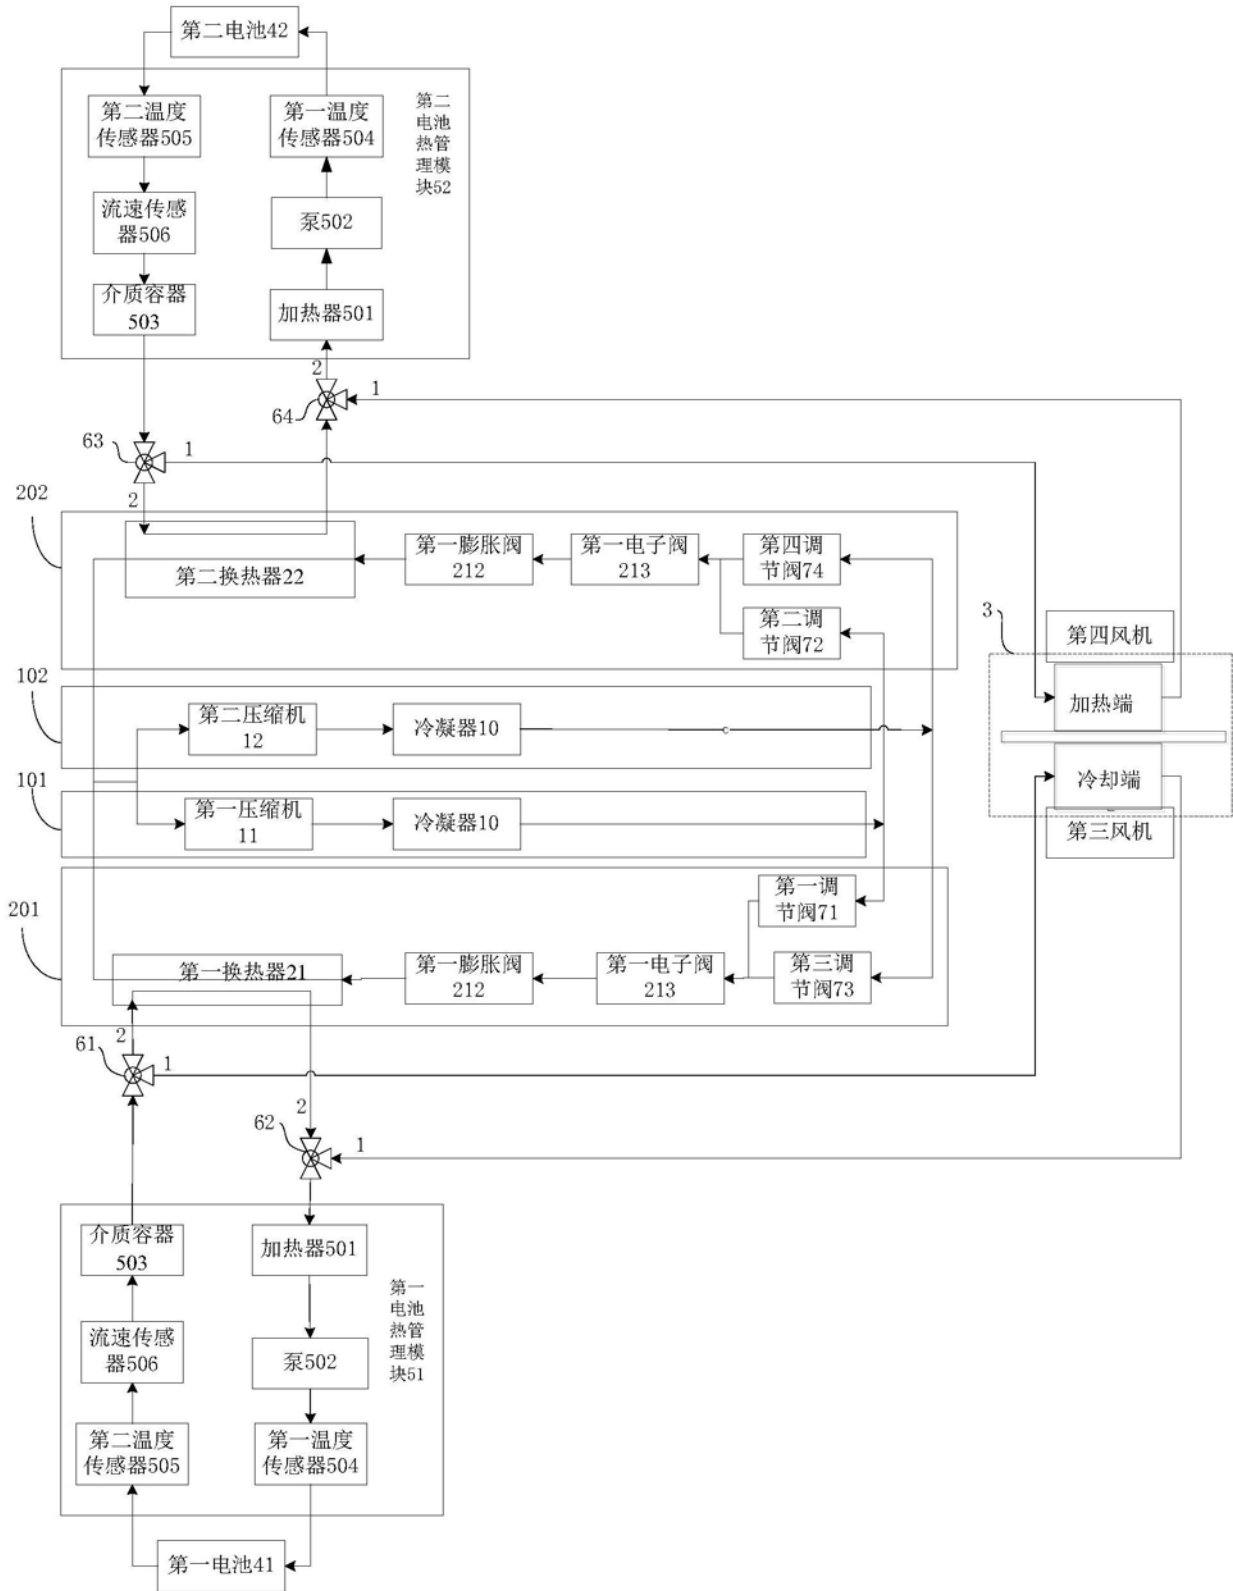 第二电池42
第二温度
传感器505
第一温度
传感器504
第二
电池
热管
理模
块52
流速传感
器506
泵502
介质容器
503
加热器501
2
1
64
63
1
2
202
第二换热器22
第一膨胀阀
212
第一电子阀
213
第四调
节阀74
第二调
节阀72
3
第四风机
加热端
102
第二压缩机
12
冷凝器10
冷却端
101
第一压缩机
11
冷凝器10
第三风机
201
第一调
节阀71
第一换热器21
第一膨胀阀
212
第一电子阀
213
第三调
节阀73
2
61
1
2
62
1
介质容器
503
加热器501
第一
电池
热管
理模
块51
流速传感
器506
泵502
第二温度
传感器505
第一温度
传感器504
第一电池41